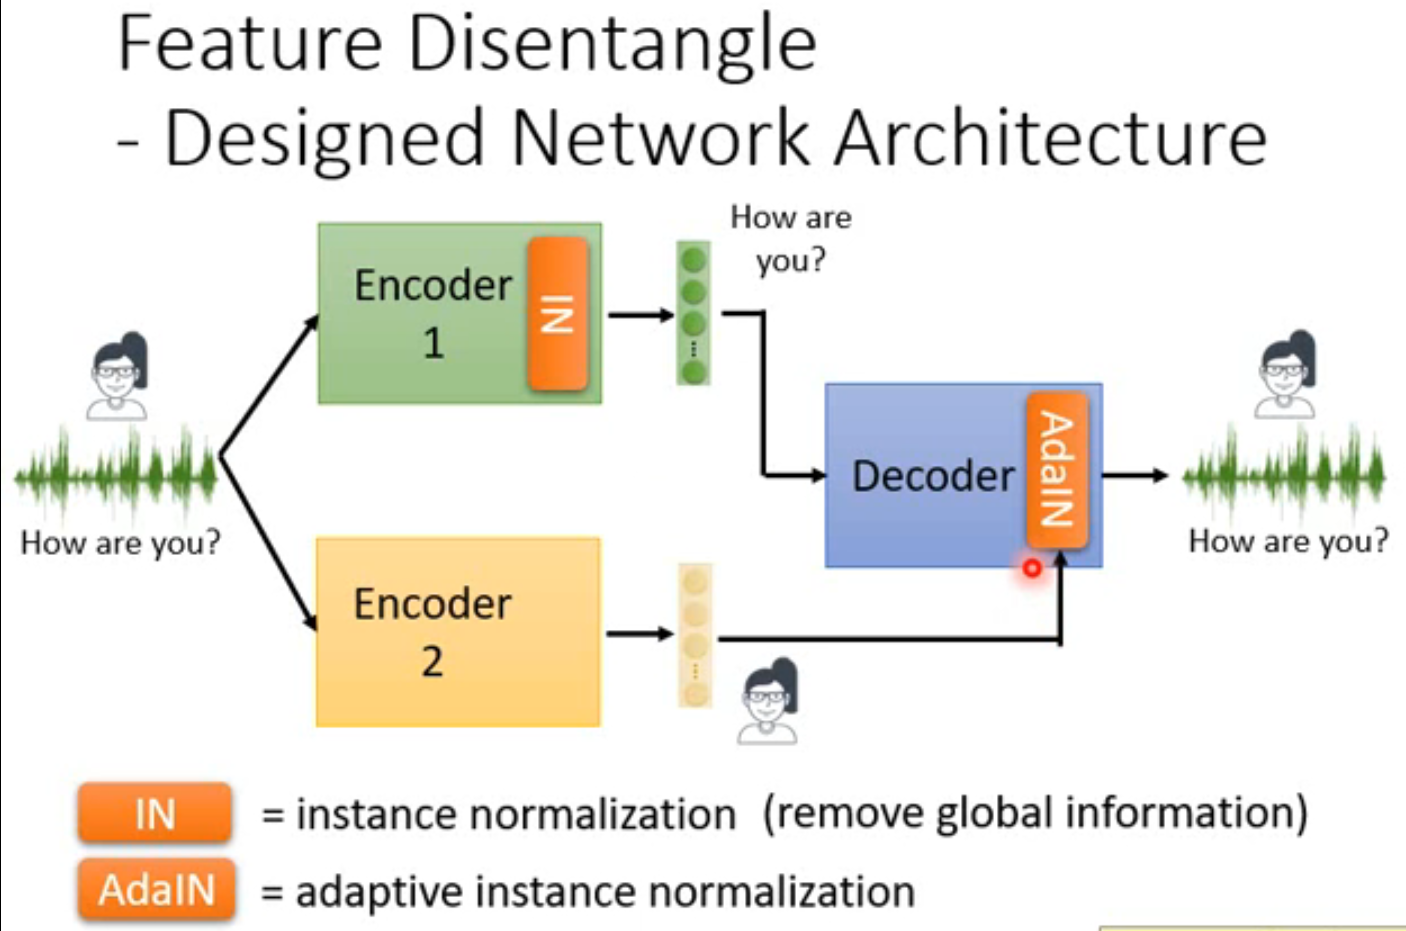 Feature Disentangle
- Designed Network Architecture
How are
you?
Encoder
1
IN
Decoder
AdaIN
How are you?
How are you?
Encoder
2
IN = instance normalization (remove global information)
AdaIN = adaptive instance normalization